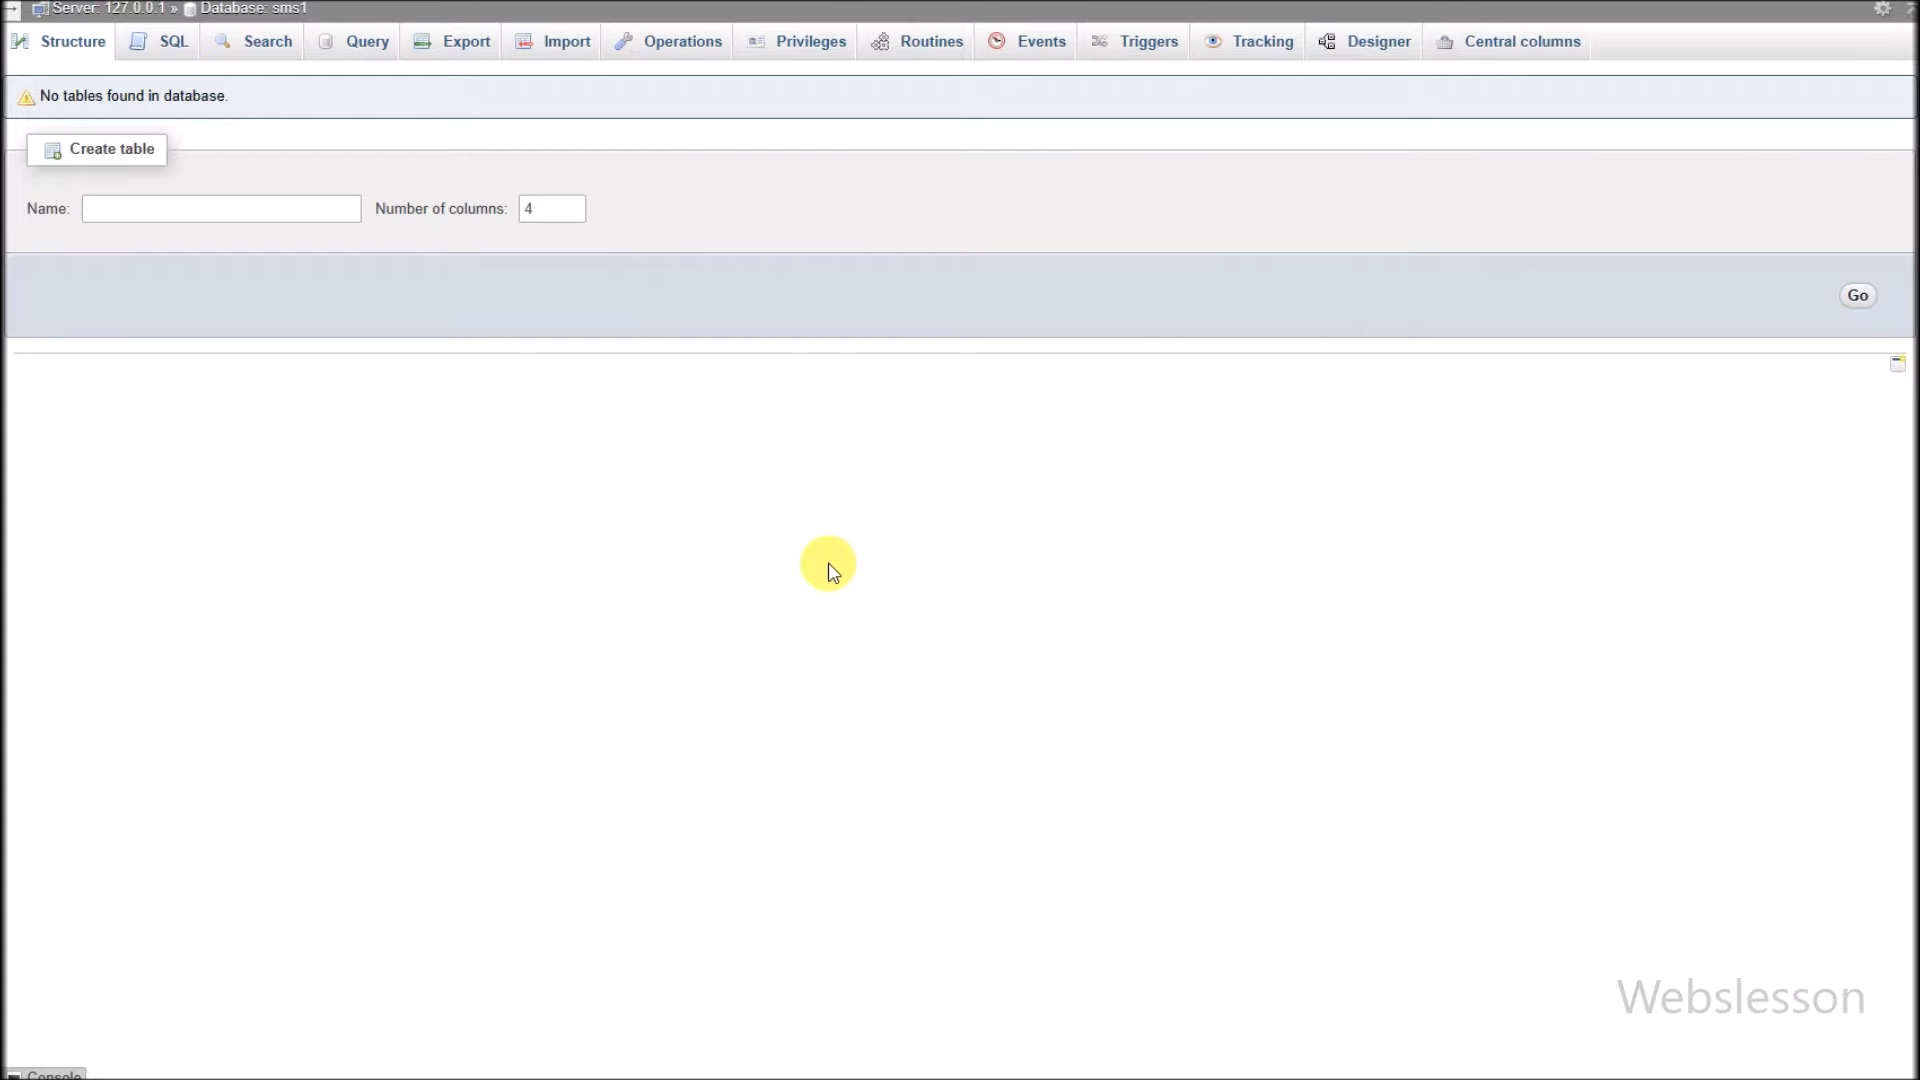 Server: 127.0.0.1 » Database: sms1
Structure SQL Search Query Export Import Operations Privileges Routines Events Triggers Tracking Designer Central columns
No tables found in database.
Create table
Name: Number of columns: 4
Go
Webslesson
Console